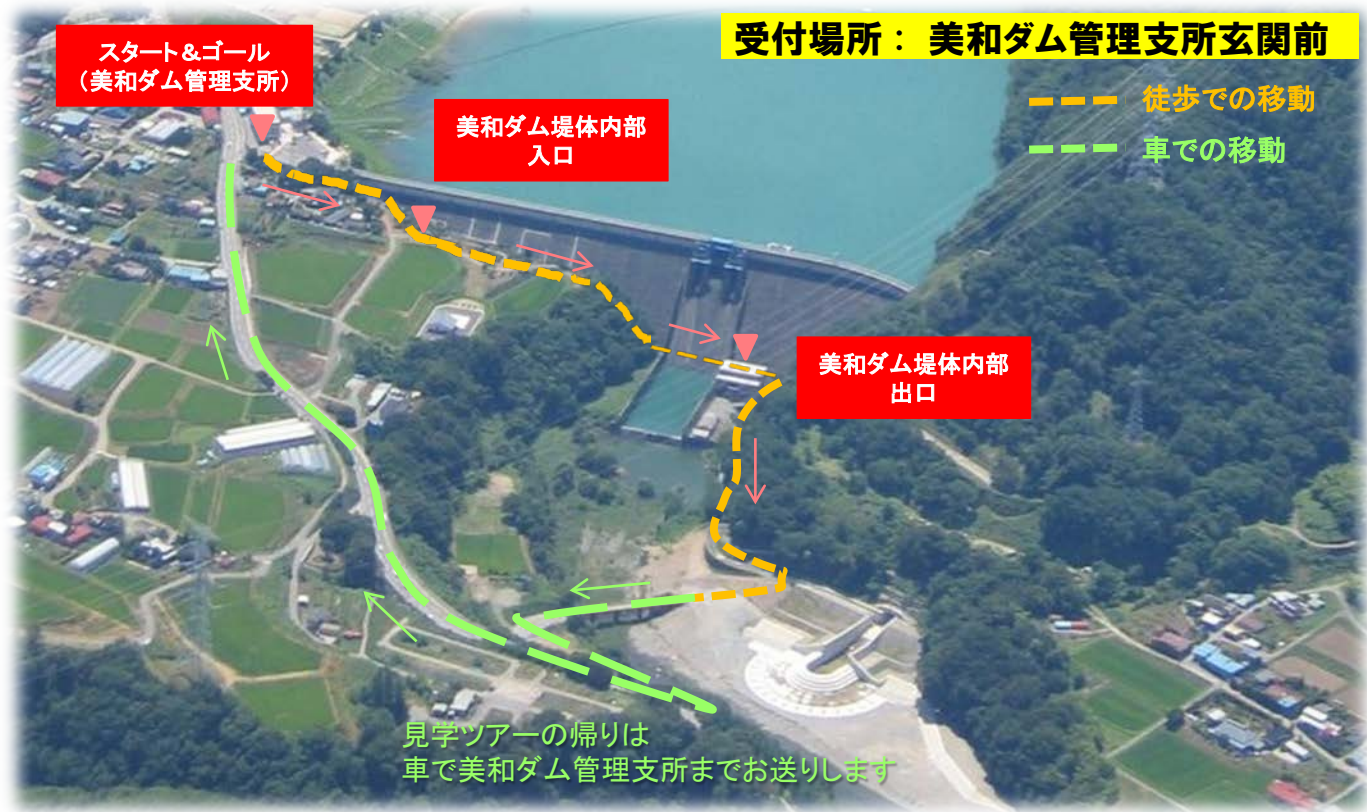 受付場所： 美和ダム管理支所玄関前
スタート＆ゴール
（美和ダム管理支所）
美和ダム堤体内部
入口
徒歩での移動
車での移動
美和ダム堤体内部
出口
見学ツアーの帰りは
車で美和ダム管理支所までお送りします